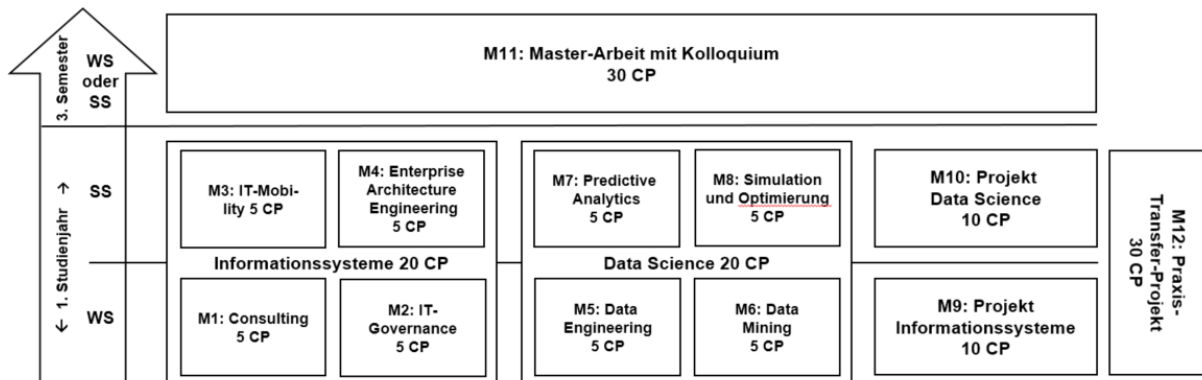 3. Semester
WS
oder
SS
M11: Master-Arbeit mit Kolloquium
30 CP
← 1. Studienjahr →
SS
M3: IT-Mobi-
lity 5 CP
M4: Enterprise
Architecture
Engineering
5 CP
M7: Predictive
Analytics
5 CP
M8: Simulation
und Optimierung
5 CP
M10: Projekt
Data Science
10 CP
M12: Praxis-
Transfer-Projekt
30 CP
Informationssysteme 20 CP
Data Science 20 CP
WS
M1: Consulting
5 CP
M2: IT-
Governance
5 CP
M5: Data
Engineering
5 CP
M6: Data
Mining
5 CP
M9: Projekt
Informationssysteme
10 CP